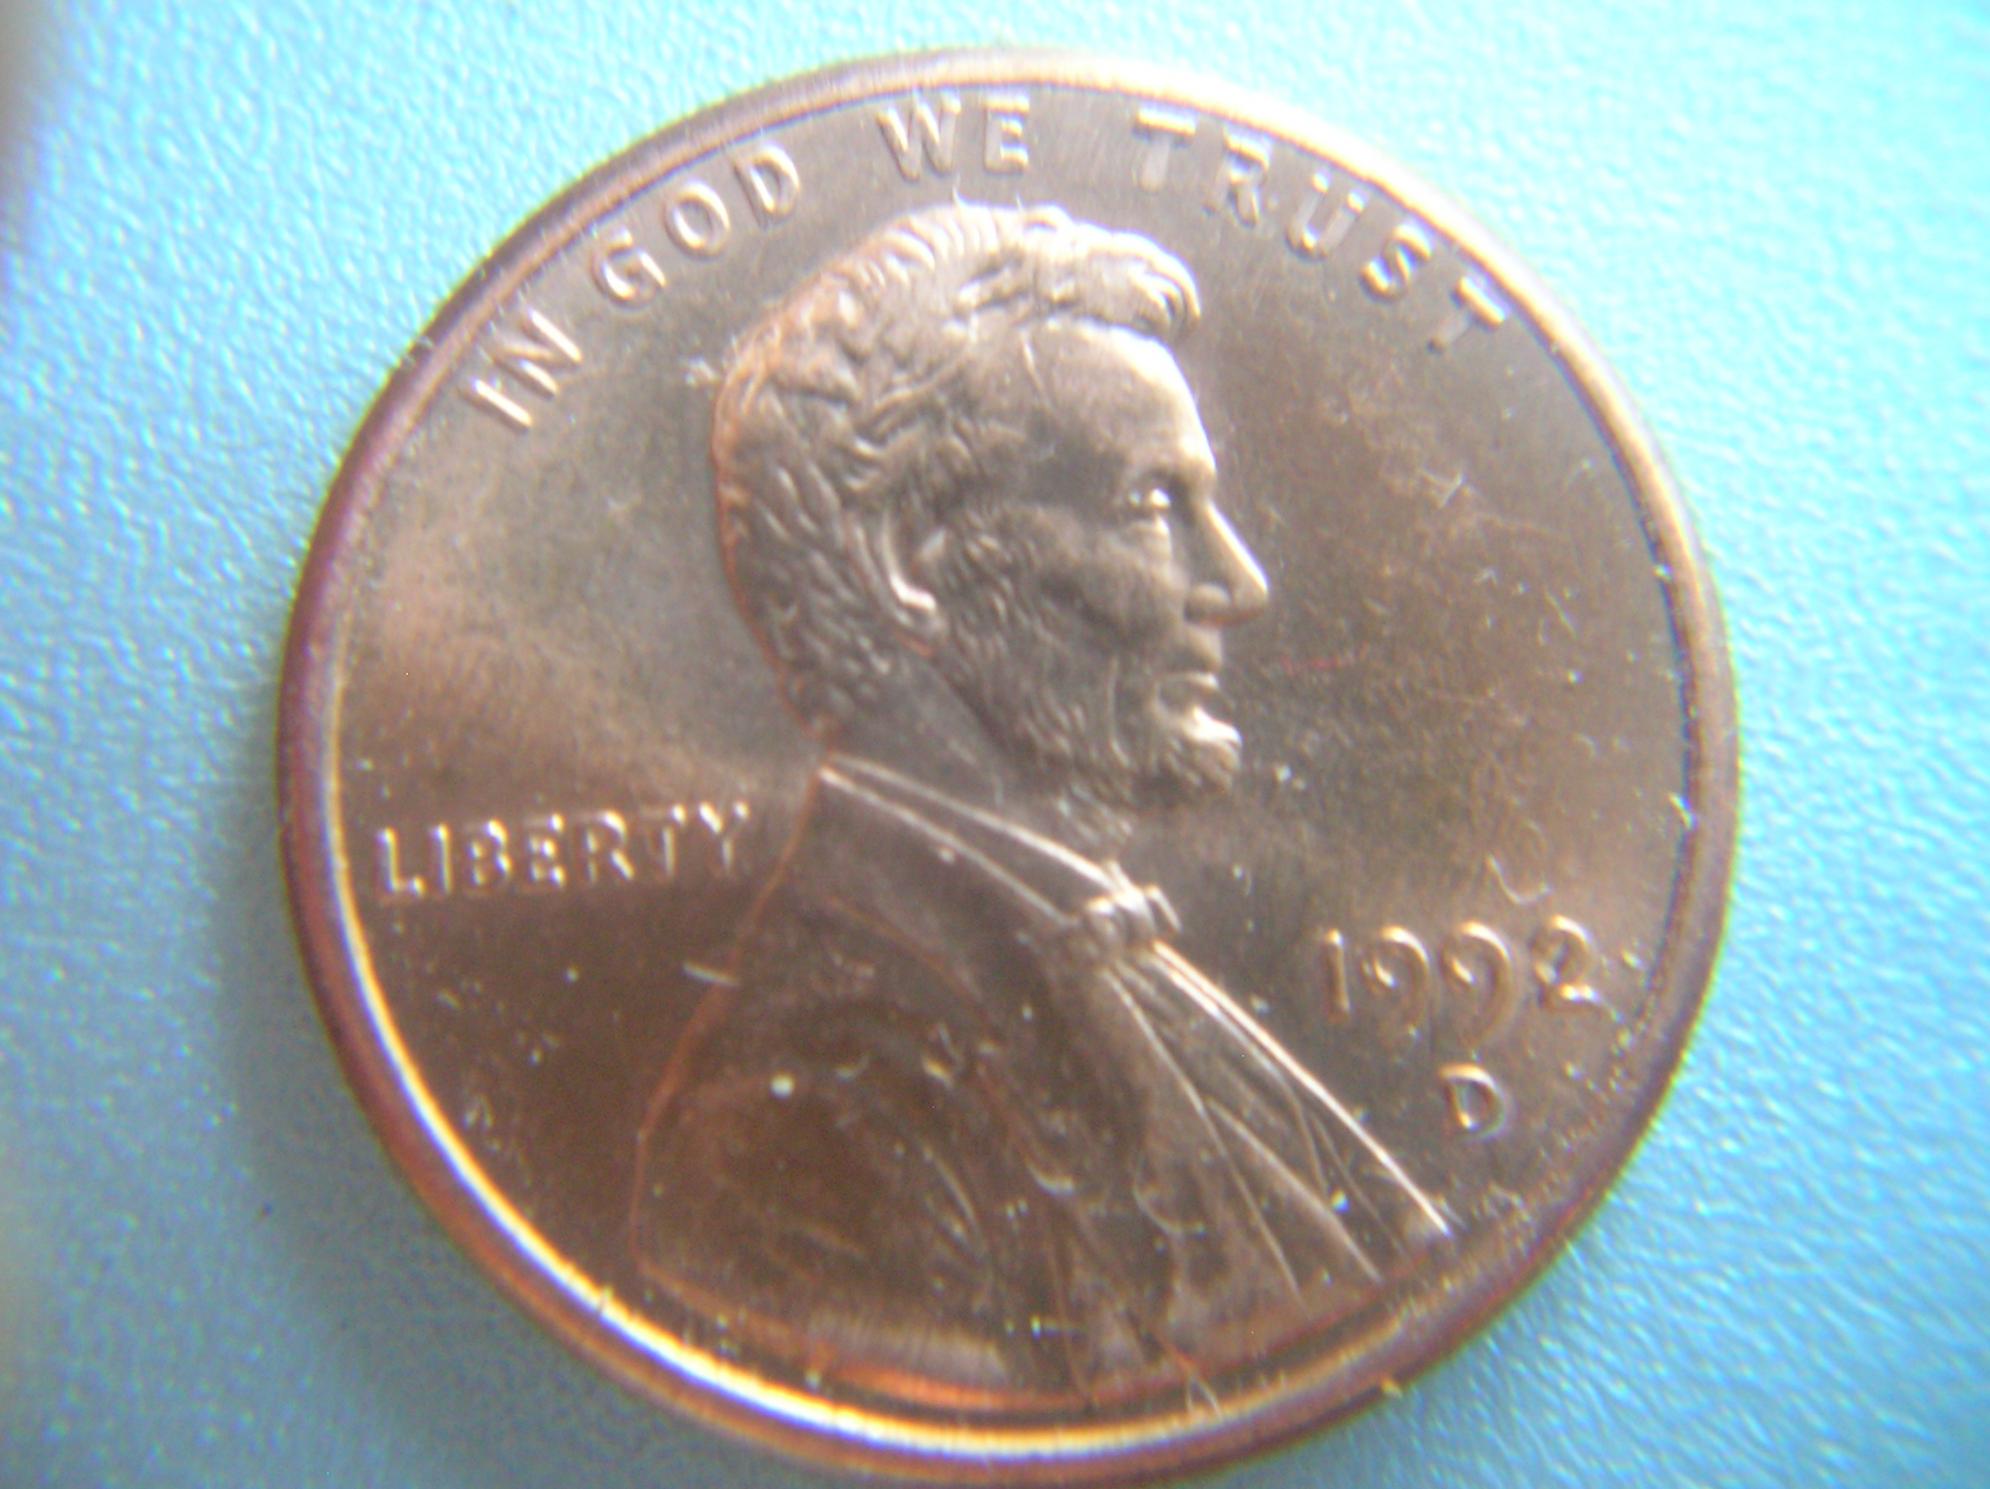 IN GOD WE TRUST
LIBERTY
1992
D